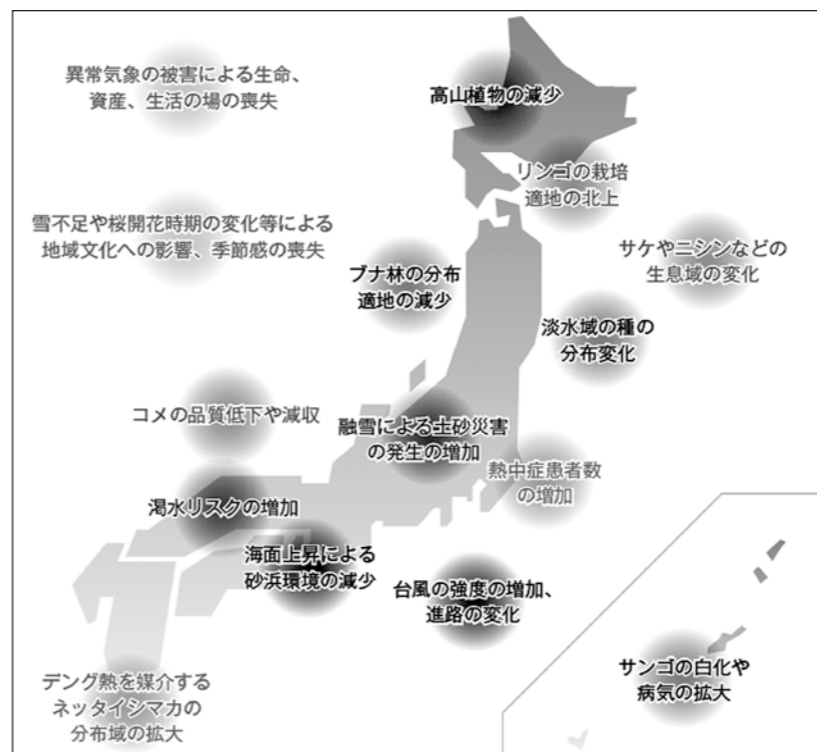 異常気象の被害による生命、
資産、生活の場の喪失
高山植物の減少
リンゴの栽培
適地の北上
雪不足や桜開花時期の変化等による
地域文化への影響、季節感の喪失
サケやニシンなどの
生息域の変化
ブナ林の分布
適地の減少
淡水域の種の
分布変化
コメの品質低下や減収
融雪による土砂災害
の発生の増加
熱中症患者数
の増加
渇水リスクの増加
海面上昇による
砂浜環境の減少
台風の強度の増加、
進路の変化
サンゴの白化や
病気の拡大
デング熱を媒介する
ネッタイシマカの
分布域の拡大